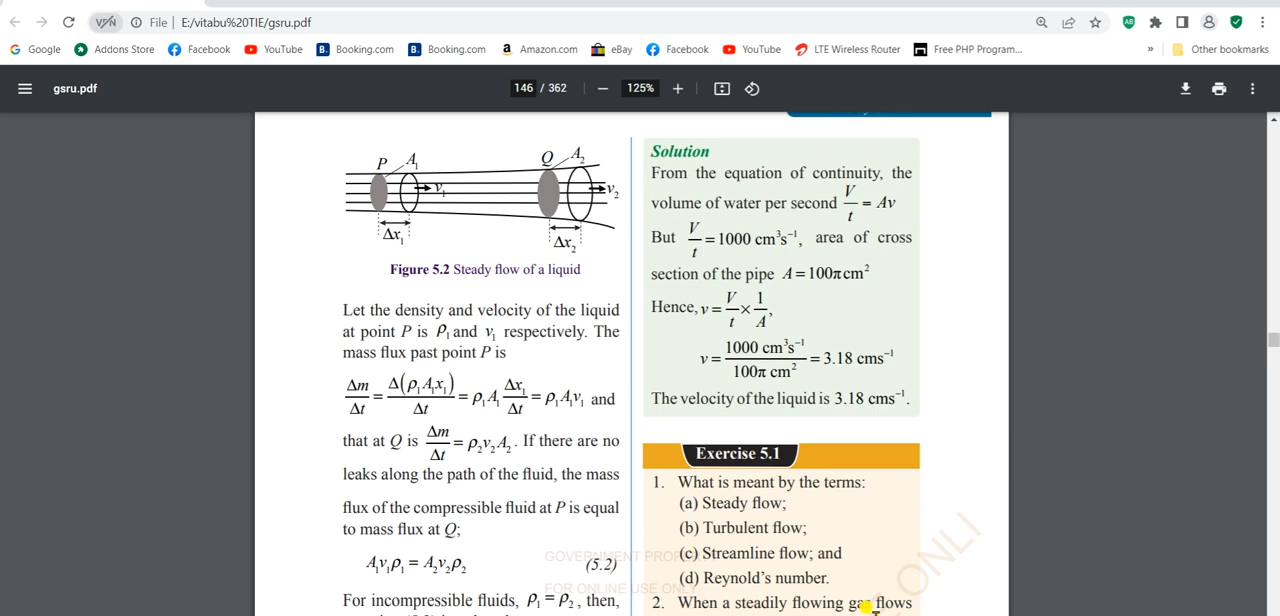 VPN File | E:/vitabu%20TIE/gsru.pdf
Google Addons Store Facebook YouTube Booking.com Booking.com Amazon.com eBay Facebook YouTube LTE Wireless Router Free PHP Program... » Other bookmarks
gsru.pdf 146 / 362 125%
P A₁ Q A₂
v₁ v₂
Δx₁ Δx₂
Figure 5.2 Steady flow of a liquid
Let the density and velocity of the liquid
at point P is ρ₁ and v₁ respectively. The
mass flux past point P is
Δm/Δt = Δ(ρ₁A₁x₁)/Δt = ρ₁A₁ Δx₁/Δt = ρ₁A₁v₁ and
that at Q is Δm/Δt = ρ₂v₂A₂. If there are no
leaks along the path of the fluid, the mass
flux of the compressible fluid at P is equal
to mass flux at Q;
A₁v₁ρ₁ = A₂v₂ρ₂ (5.2)
For incompressible fluids, ρ₁ = ρ₂, then,
Solution
From the equation of continuity, the
volume of water per second V/t = Av
But V/t = 1000 cm³s⁻¹, area of cross
section of the pipe A = 100π cm²
Hence, v = V/t × 1/A,
v = 1000 cm³s⁻¹/100π cm² = 3.18 cms⁻¹
The velocity of the liquid is 3.18 cms⁻¹.
Exercise 5.1
1. What is meant by the terms:
(a) Steady flow;
(b) Turbulent flow;
(c) Streamline flow; and
(d) Reynold's number.
2. When a steadily flowing gas flows
GOVERNMENT PROPERTY
FOR ONLINE USE ONLY